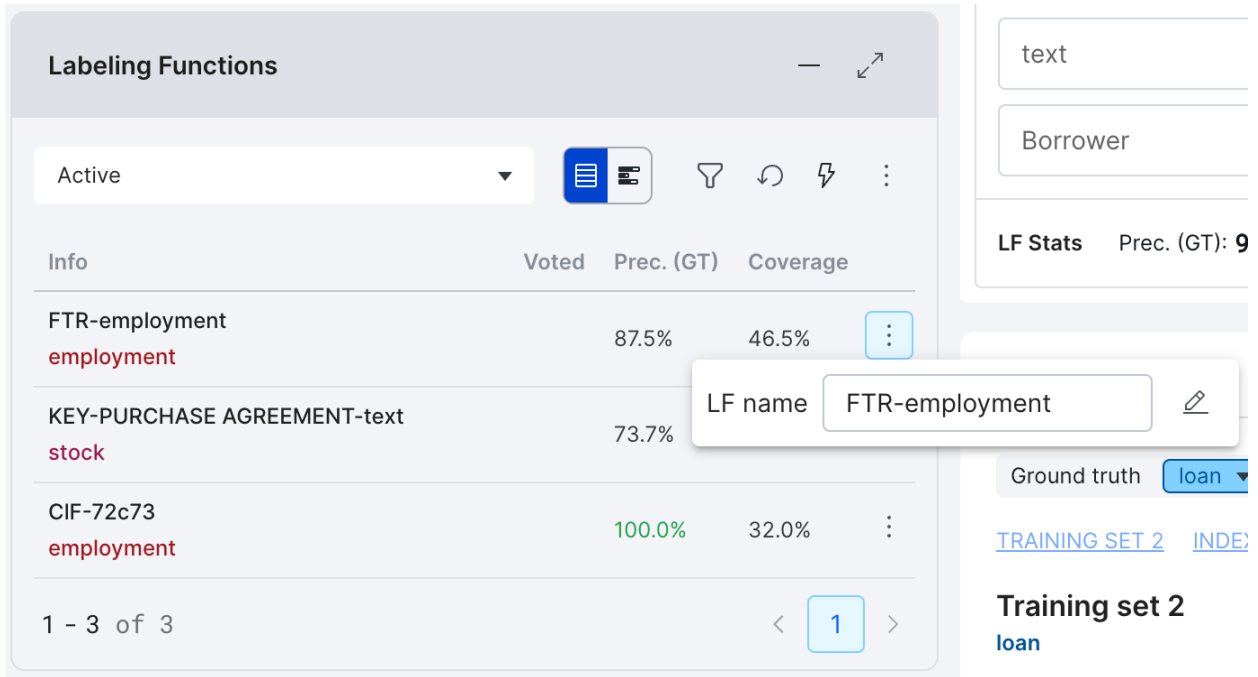 Labeling Functions
Active
Info Voted Prec. (GT) Coverage
FTR-employment
employment
87.5% 46.5%
KEY-PURCHASE AGREEMENT-text
stock
73.7%
CIF-72c73
employment
100.0% 32.0%
1 - 3 of 3
1
LF name FTR-employment
text
Borrower
LF Stats Prec. (GT): 9
Ground truth loan
TRAINING SET 2
Training set 2
loan